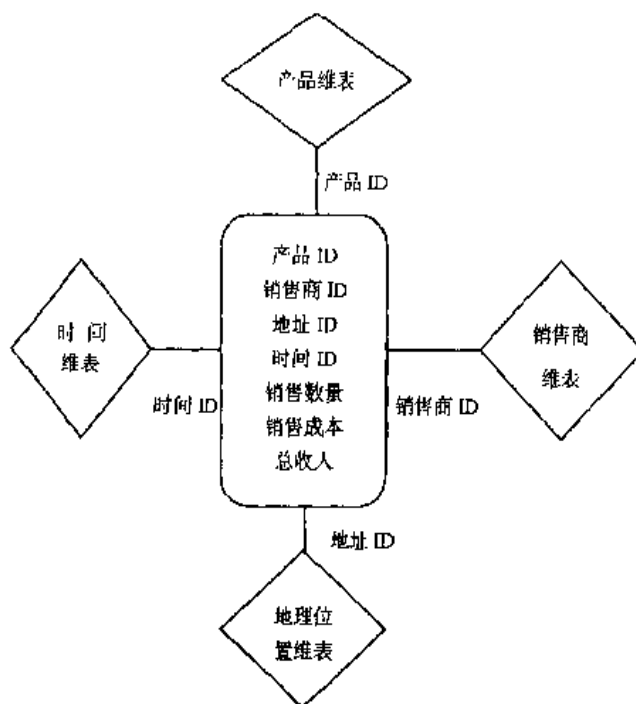 产品维表
产品 ID
产品 ID
销售商 ID
地址 ID
时间 ID
销售数量
销售成本
总收人
时 间
维表
时间 ID
销售商
维表
销售商 ID
地址 ID
地理位
置维表